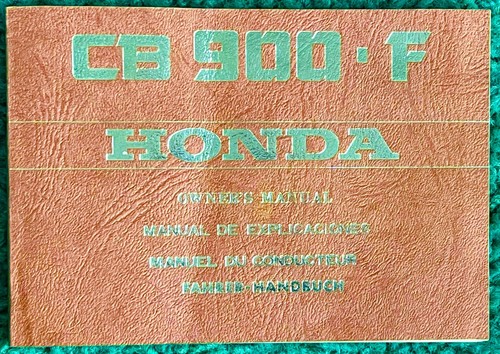 CB 900·F
HONDA
OWNER'S MANUAL
MANUAL DE EXPLICACIONES
MANUEL DU CONDUCTEUR
FAHRER-HANDBUCH